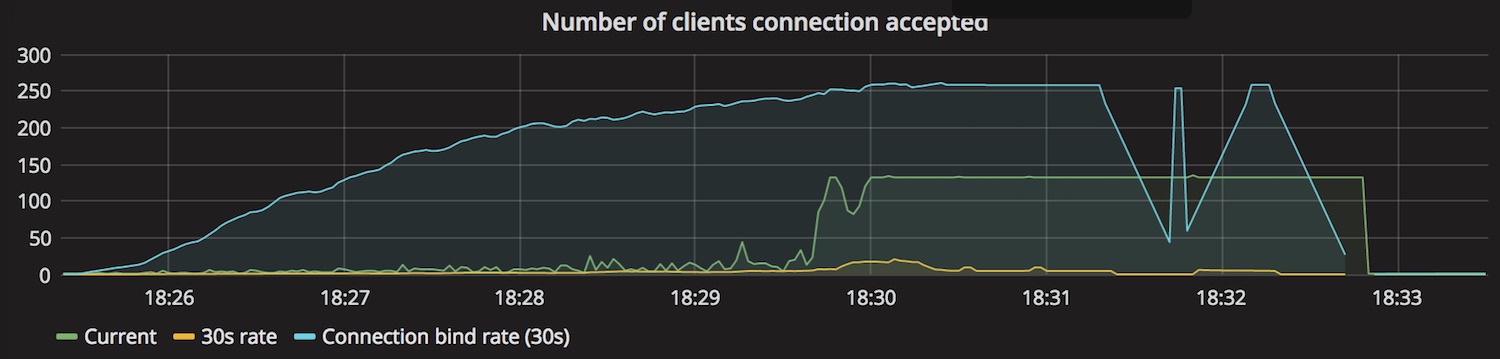 Number of clients connection accepted
300
250
200
150
100
50
0
18:26 18:27 18:28 18:29 18:30 18:31 18:32 18:33
Current 30s rate Connection bind rate (30s)